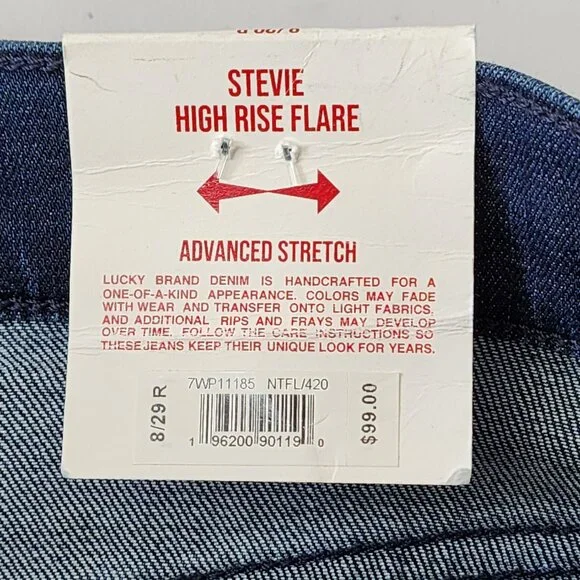 STEVIE
HIGH RISE FLARE
ADVANCED STRETCH
LUCKY BRAND DENIM IS HANDCRAFTED FOR A
ONE-OF-A-KIND APPEARANCE. COLORS MAY FADE
WITH WEAR AND TRANSFER ONTO LIGHT FABRICS.
AND ADDITIONAL RIPS AND FRAYS MAY DEVELOP
OVER TIME. FOLLOW THE CARE INSTRUCTIONS SO
THESE JEANS KEEP THEIR UNIQUE LOOK FOR YEARS.
8/29 R
7WP11185 NTFL/420
1 96200 90119 0
$99.00